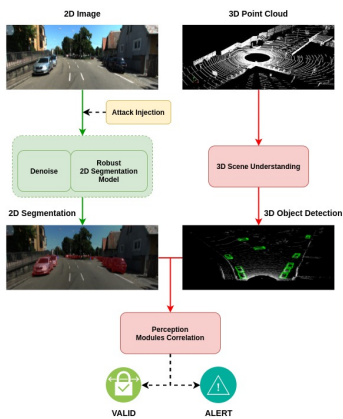 2D Image
3D Point Cloud
Attack Injection
Denoise
Robust
2D Segmentation
Model
3D Scene Understanding
2D Segmentation
3D Object Detection
Perception
Modules Correlation
VALID
ALERT